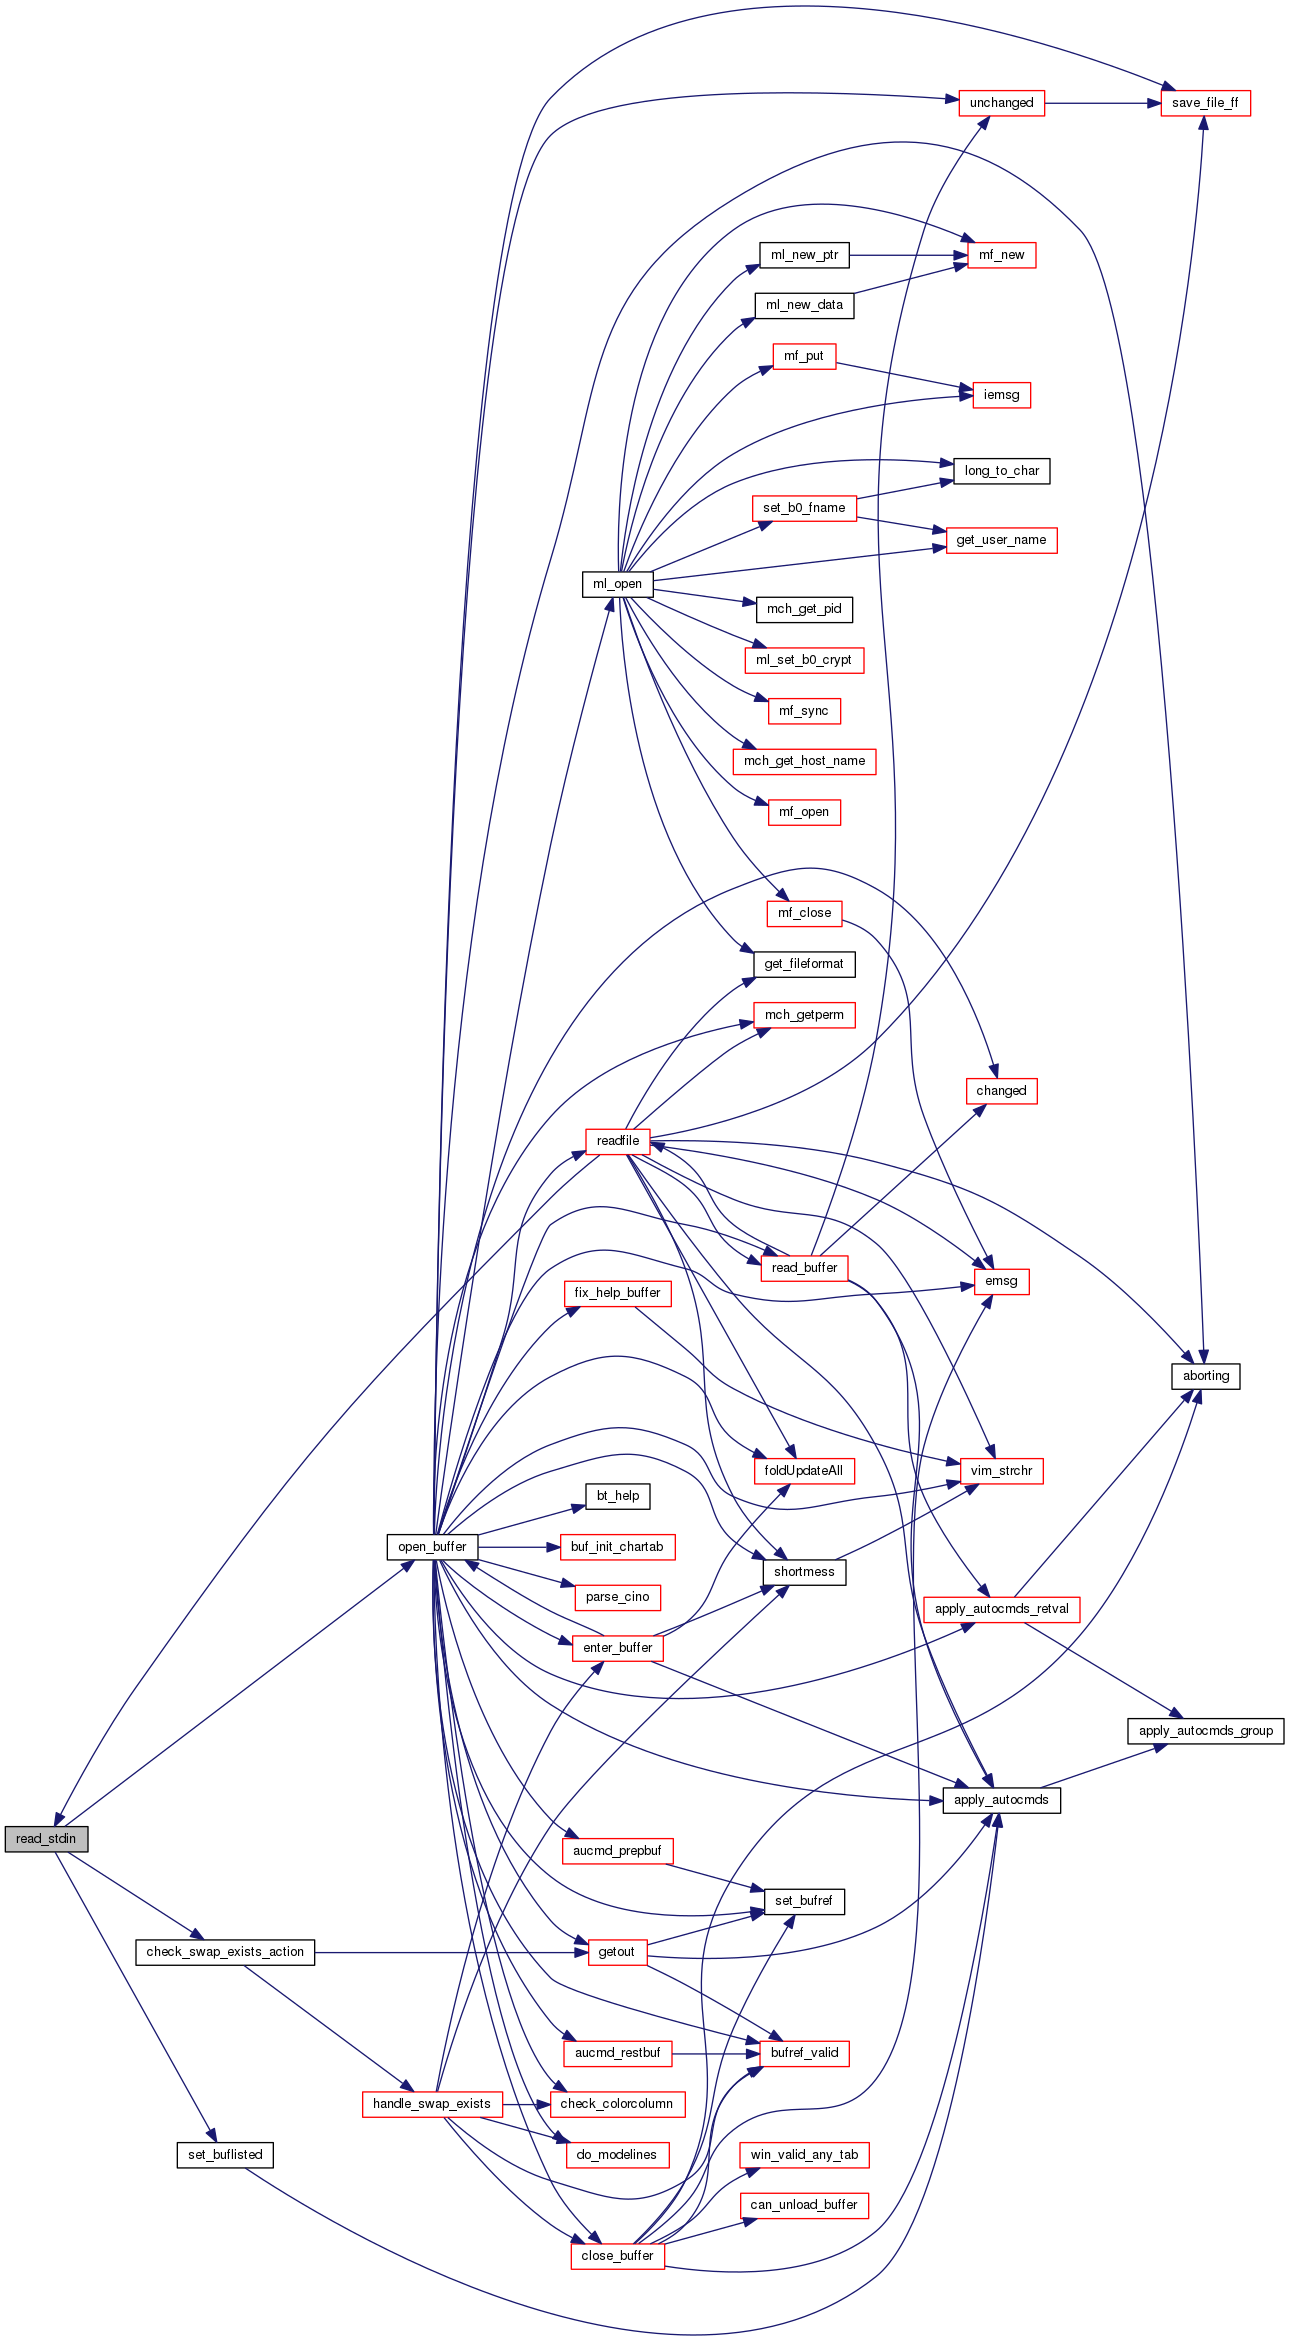 unchanged
save_file_ff
ml_new_ptr
mf_new
ml_new_data
mf_put
iemsg
long_to_char
set_b0_fname
get_user_name
ml_open
mch_get_pid
ml_set_b0_crypt
mf_sync
mch_get_host_name
mf_open
mf_close
get_fileformat
mch_getperm
changed
readfile
read_buffer
emsg
fix_help_buffer
aborting
foldUpdateAll
vim_strchr
bt_help
open_buffer
buf_init_chartab
shortmess
parse_cino
apply_autocmds_retval
enter_buffer
apply_autocmds_group
apply_autocmds
read_stdin
aucmd_prepbuf
set_bufref
check_swap_exists_action
getout
aucmd_restbuf
bufref_valid
handle_swap_exists
check_colorcolumn
set_buflisted
do_modelines
win_valid_any_tab
can_unload_buffer
close_buffer